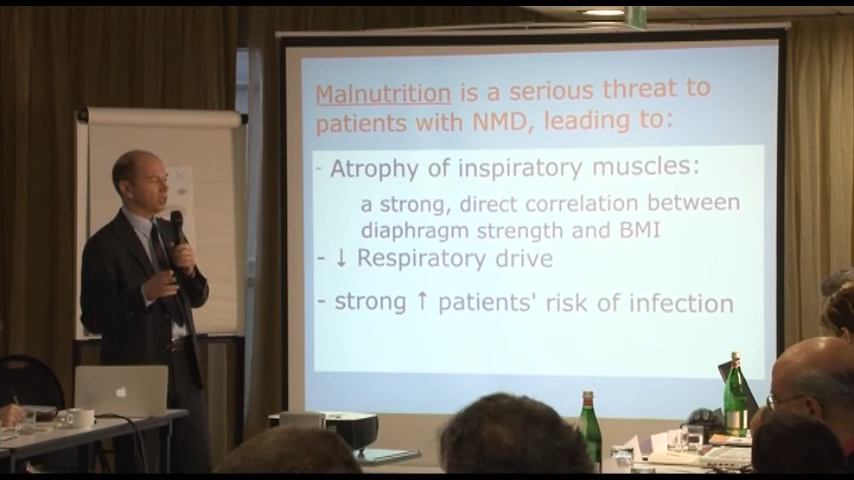 Malnutrition is a serious threat to
patients with NMD, leading to:
- Atrophy of inspiratory muscles:
a strong, direct correlation between
diaphragm strength and BMI
- ↓ Respiratory drive
- strong ↑ patients' risk of infection